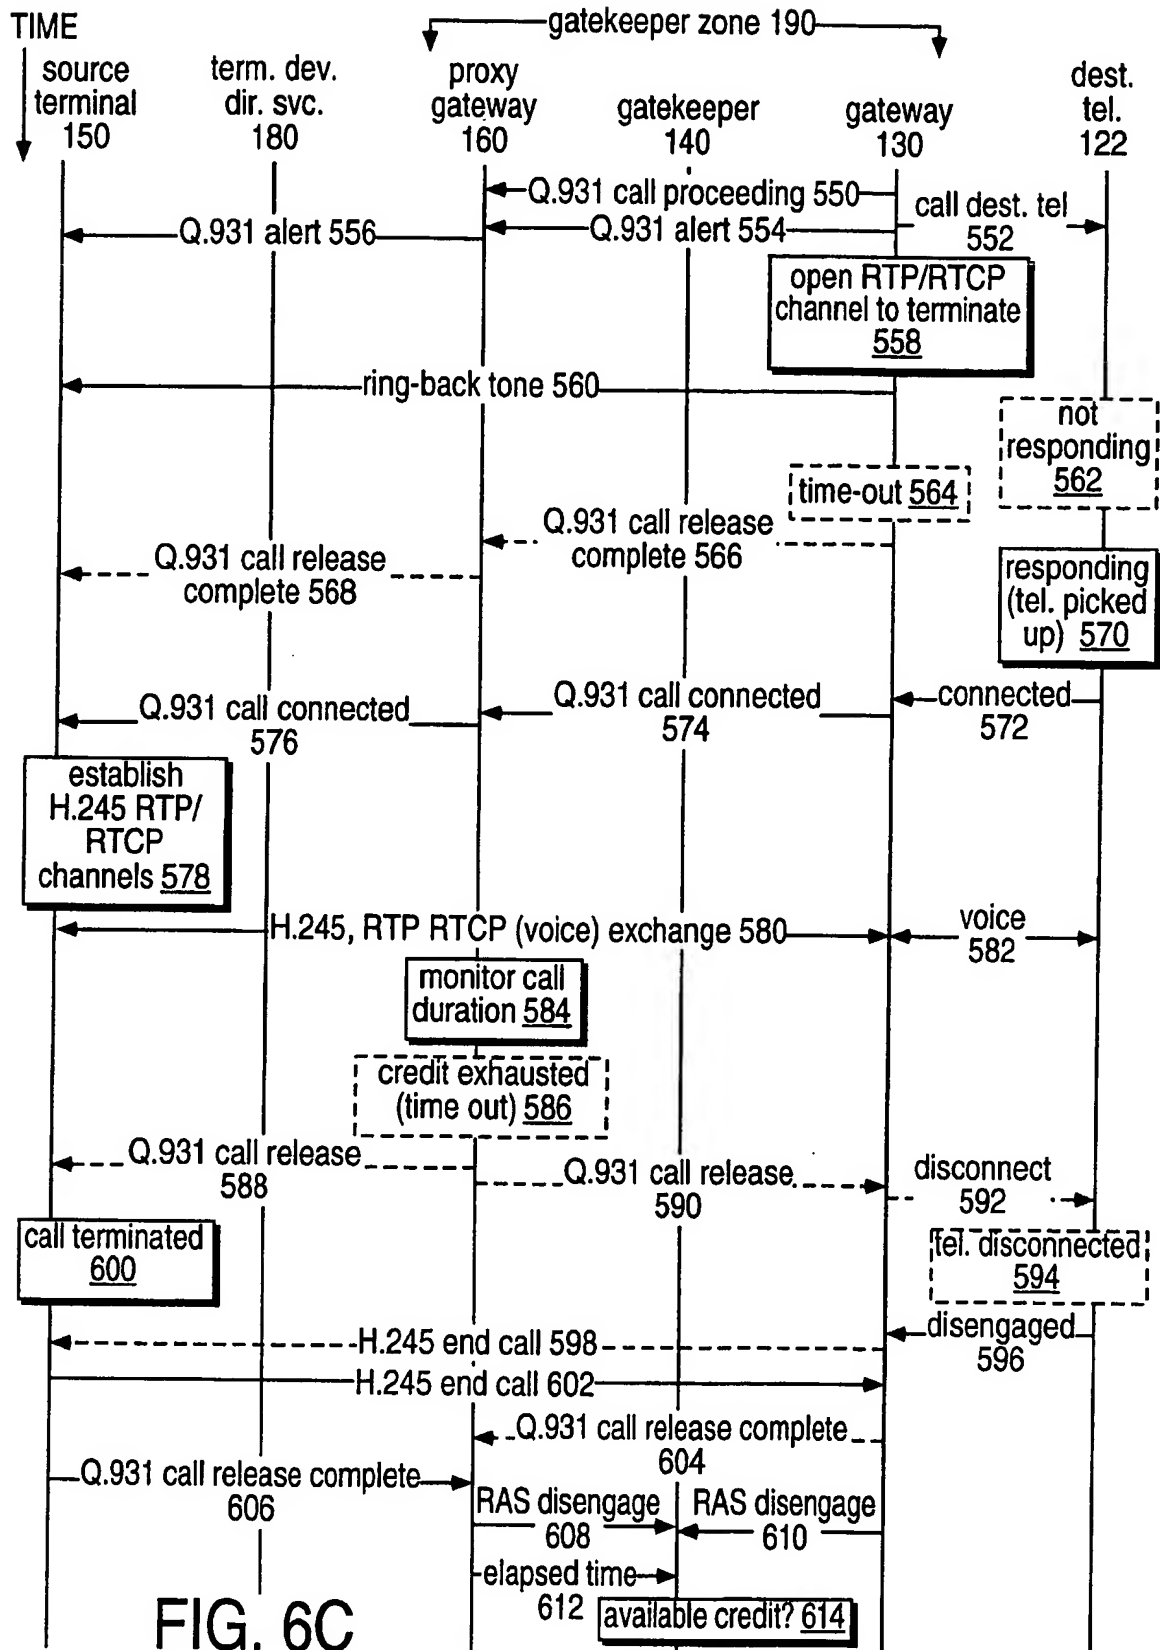 TIME
gatekeeper zone 190
source
terminal
150
term. dev.
dir. svc.
180
proxy
gateway
160
gatekeeper
140
gateway
130
dest.
tel.
122
Q.931 call proceeding 550
Q.931 alert 556
Q.931 alert 554
call dest. tel
552
open RTP/RTCP
channel to terminate
558
ring-back tone 560
not
responding
562
time-out 564
Q.931 call release
complete 566
Q.931 call release
complete 568
responding
(tel. picked
up) 570
Q.931 call connected
576
Q.931 call connected
574
connected
572
establish
H.245 RTP/
RTCP
channels 578
H.245, RTP RTCP (voice) exchange 580
voice
582
monitor call
duration 584
credit exhausted
(time out) 586
Q.931 call release
588
Q.931 call release
590
disconnect
592
call terminated
600
tel. disconnected
594
H.245 end call 598
disengaged
596
H.245 end call 602
Q.931 call release complete
604
Q.931 call release complete
606
RAS disengage
608
RAS disengage
610
elapsed time
612
available credit? 614
FIG. 6C